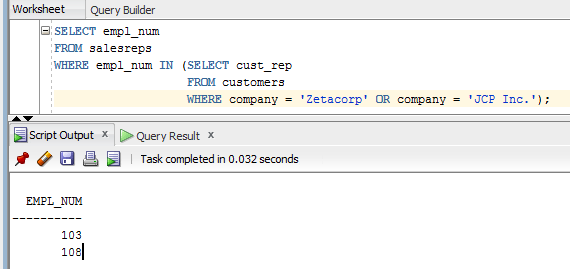 Worksheet Query Builder
SELECT empl_num
FROM salesreps
WHERE empl_num IN (SELECT cust_rep
FROM customers
WHERE company = 'Zetacorp' OR company = 'JCP Inc.');
Script Output x Query Result x
Task completed in 0.032 seconds
EMPL_NUM
----------
103
108